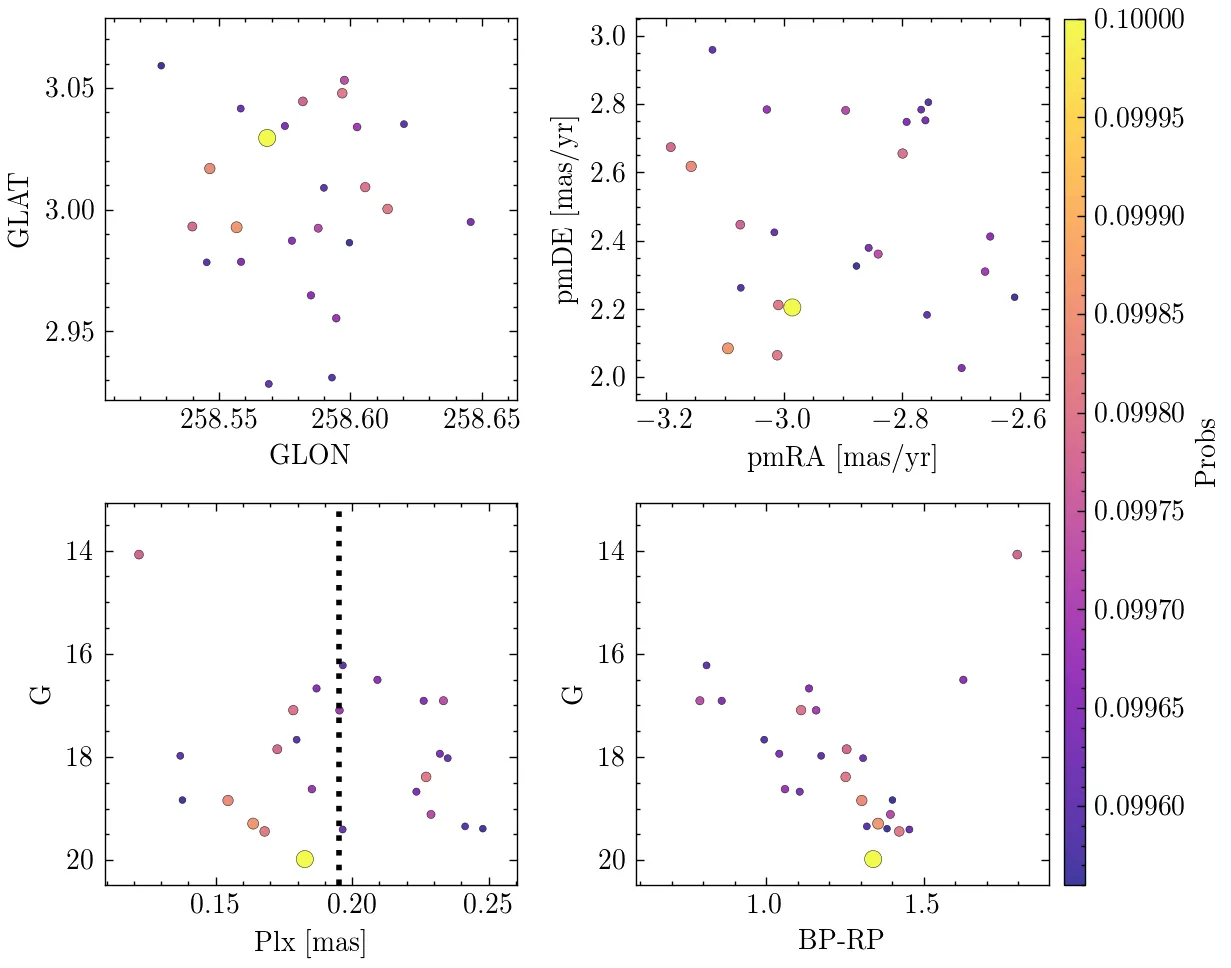 3.05
3.00
2.95
GLAT
258.55 258.60 258.65
GLON
3.0
2.8
2.6
2.4
2.2
2.0
pmDE [mas/yr]
−3.2 −3.0 −2.8 −2.6
pmRA [mas/yr]
14
16
18
20
G
0.15 0.20 0.25
Plx [mas]
14
16
18
20
G
1.0 1.5
BP-RP
0.10000
0.09995
0.09990
0.09985
0.09980
0.09975
0.09970
0.09965
0.09960
Probs